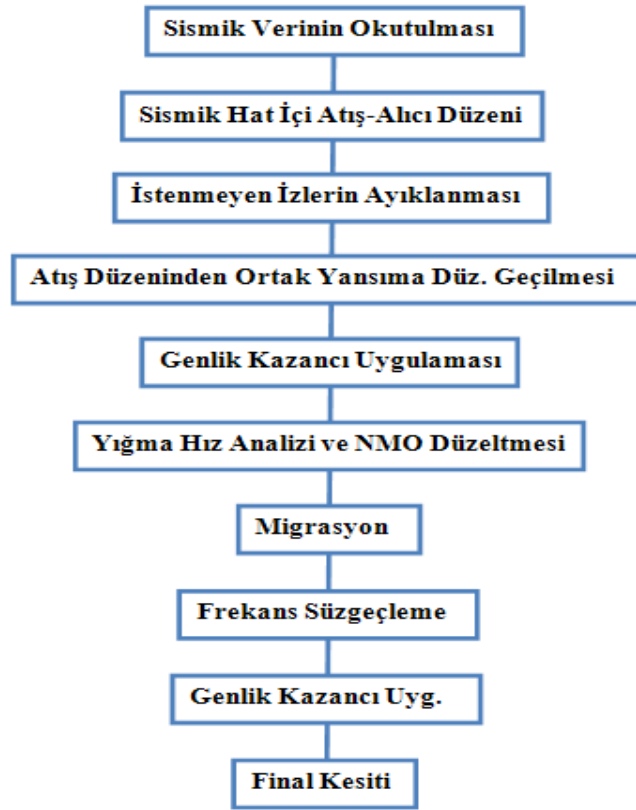 Sismik Verinin Okutulması
Sismik Hat İçi Atış-Alıcı Düzeni
İstenmeyen İzlerin Ayıklanması
Atış Düzeninden Ortak Yansıma Düz. Geçilmesi
Genlik Kazancı Uygulaması
Yığma Hız Analizi ve NMO Düzeltmesi
Migrasyon
Frekans Süzgeçleme
Genlik Kazancı Uyg.
Final Kesiti